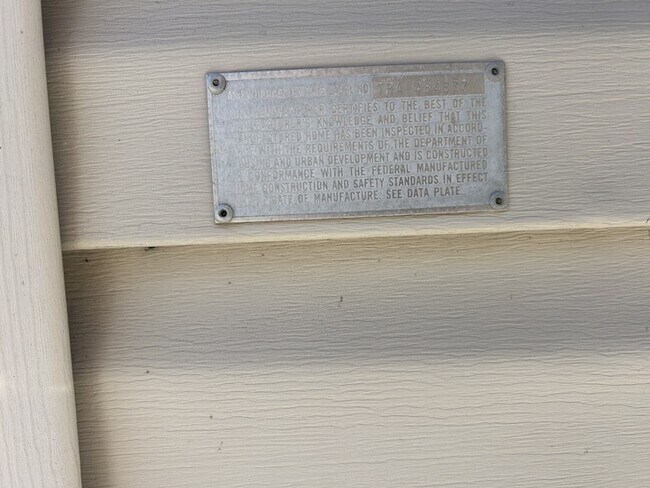 CERTIFIES TO THE BEST OF THE
KNOWLEDGE AND BELIEF THAT THIS
HOME HAS BEEN INSPECTED IN ACCORD-
WITH THE REQUIREMENTS OF THE DEPARTMENT OF
AND URBAN DEVELOPMENT AND IS CONSTRUCTED
CONFORMANCE WITH THE FEDERAL MANUFACTURED
CONSTRUCTION AND SAFETY STANDARDS IN EFFECT
DATE OF MANUFACTURE. SEE DATA PLATE.